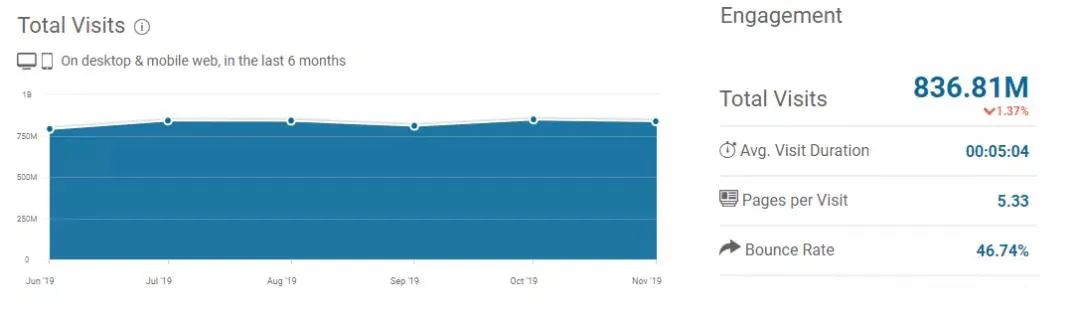 Total Visits
On desktop & mobile web, in the last 6 months
1B
750M
500M
250M
0
Jun '19
Jul '19
Aug '19
Sep '19
Oct '19
Nov '19
Engagement
Total Visits
836.81M
1.37%
Avg. Visit Duration
00:05:04
Pages per Visit
5.33
Bounce Rate
46.74%